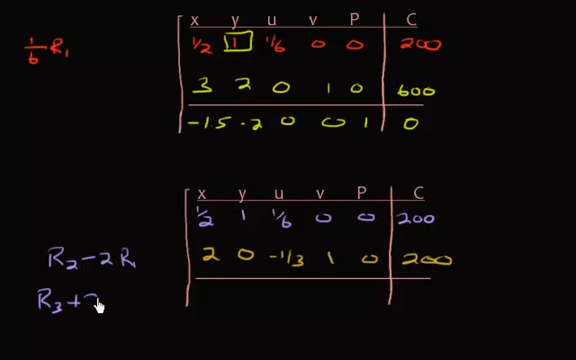 x y u v P C
1/6 R1 1/2 1 1/6 0 0 200
3 2 0 1 0 600
-1.5 -2 0 0 1 0
x y u v P C
1/2 1 1/6 0 0 200
R2 - 2R1 2 0 -1/3 1 0 200
R3 +